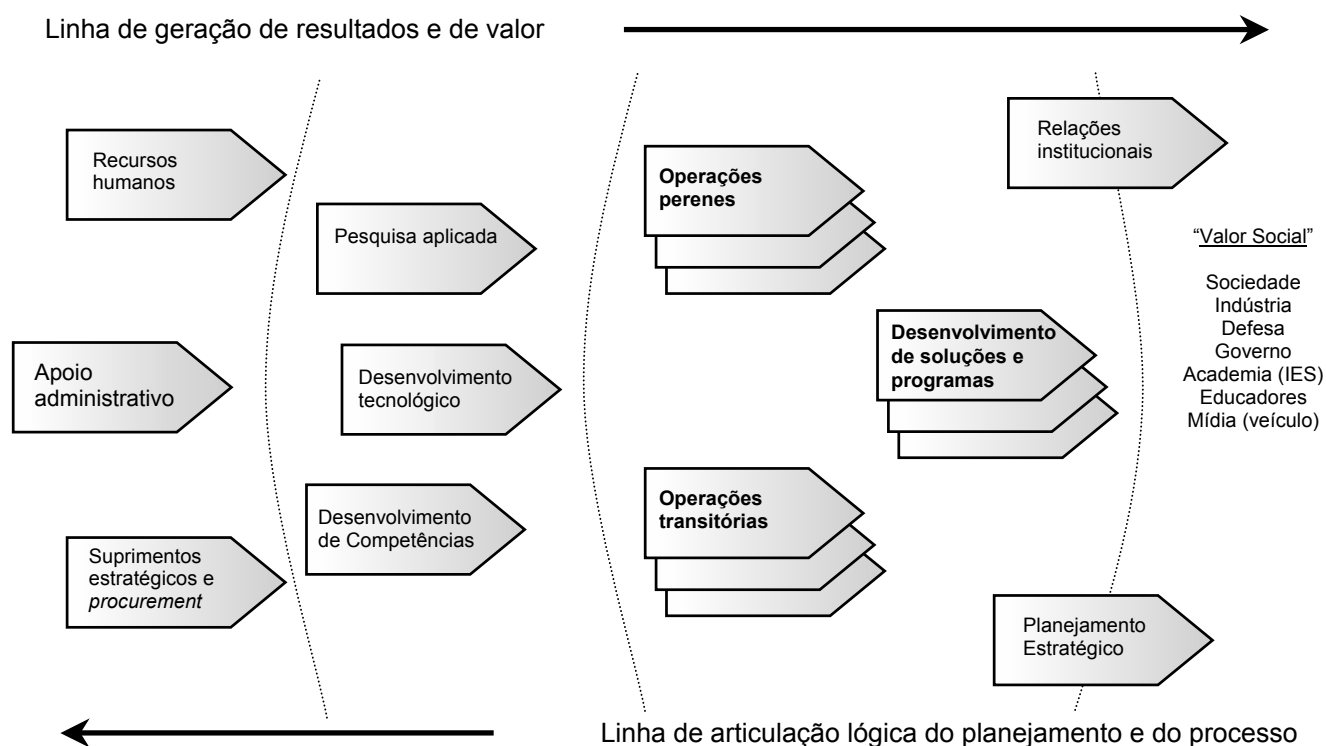 Linha de geração de resultados e de valor
Recursos
humanos
Apoio
administrativo
Suprimentos
estratégicos e
procurement
Pesquisa aplicada
Desenvolvimento
tecnológico
Desenvolvimento
de Competências
Operações
perenes
Operações
transitórias
Desenvolvimento
de soluções e
programas
Relações
institucionais
Planejamento
Estratégico
“Valor Social”
Sociedade
Indústria
Defesa
Governo
Academia (IES)
Educadores
Mídia (veículo)
Linha de articulação lógica do planejamento e do processo